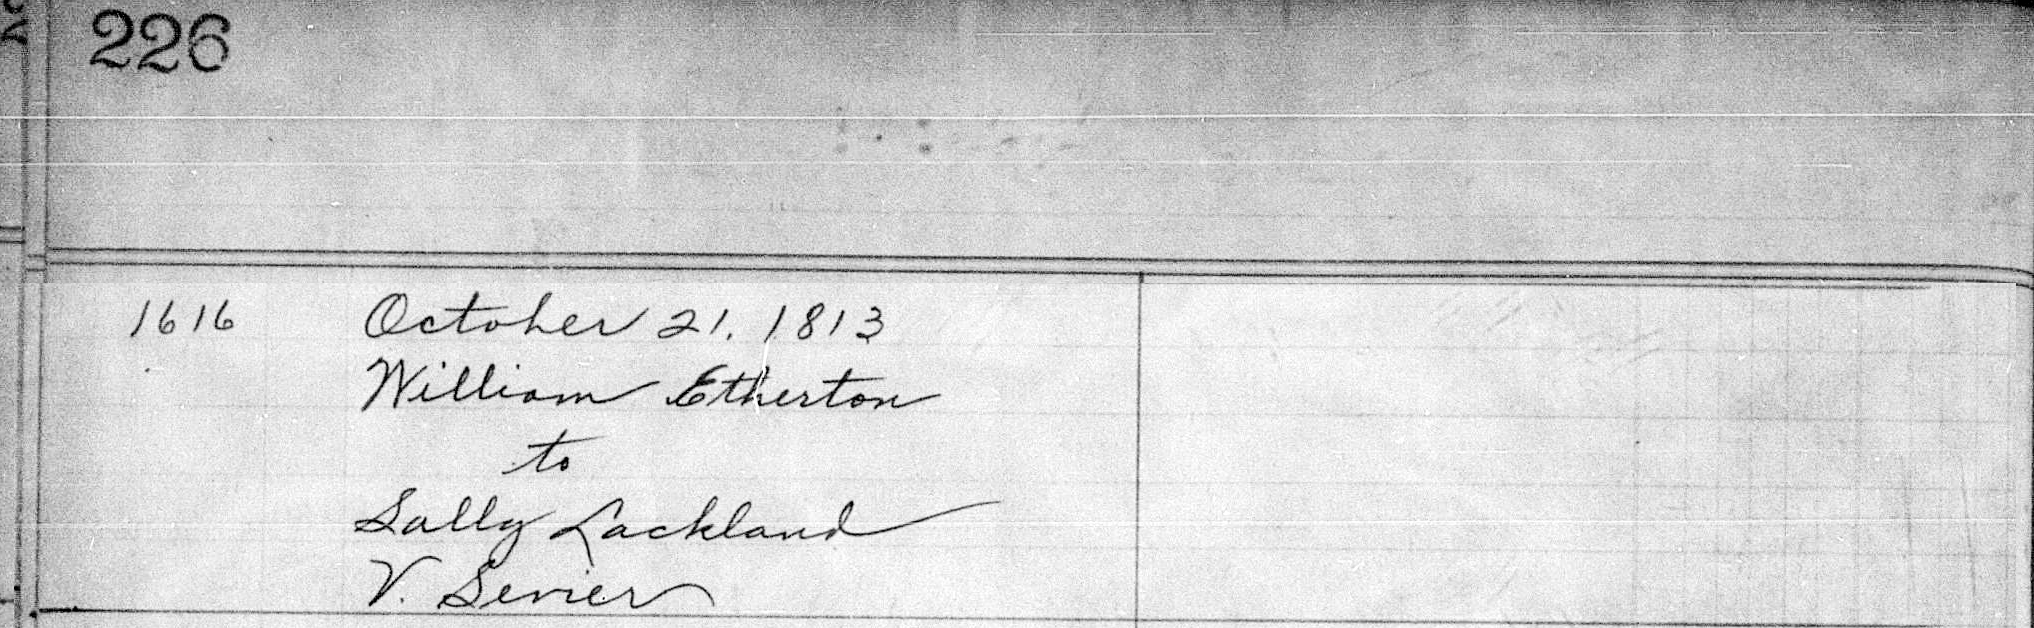 226
1616 October 21, 1813
William Etherton
to
Sally Lackland
V. Sevier